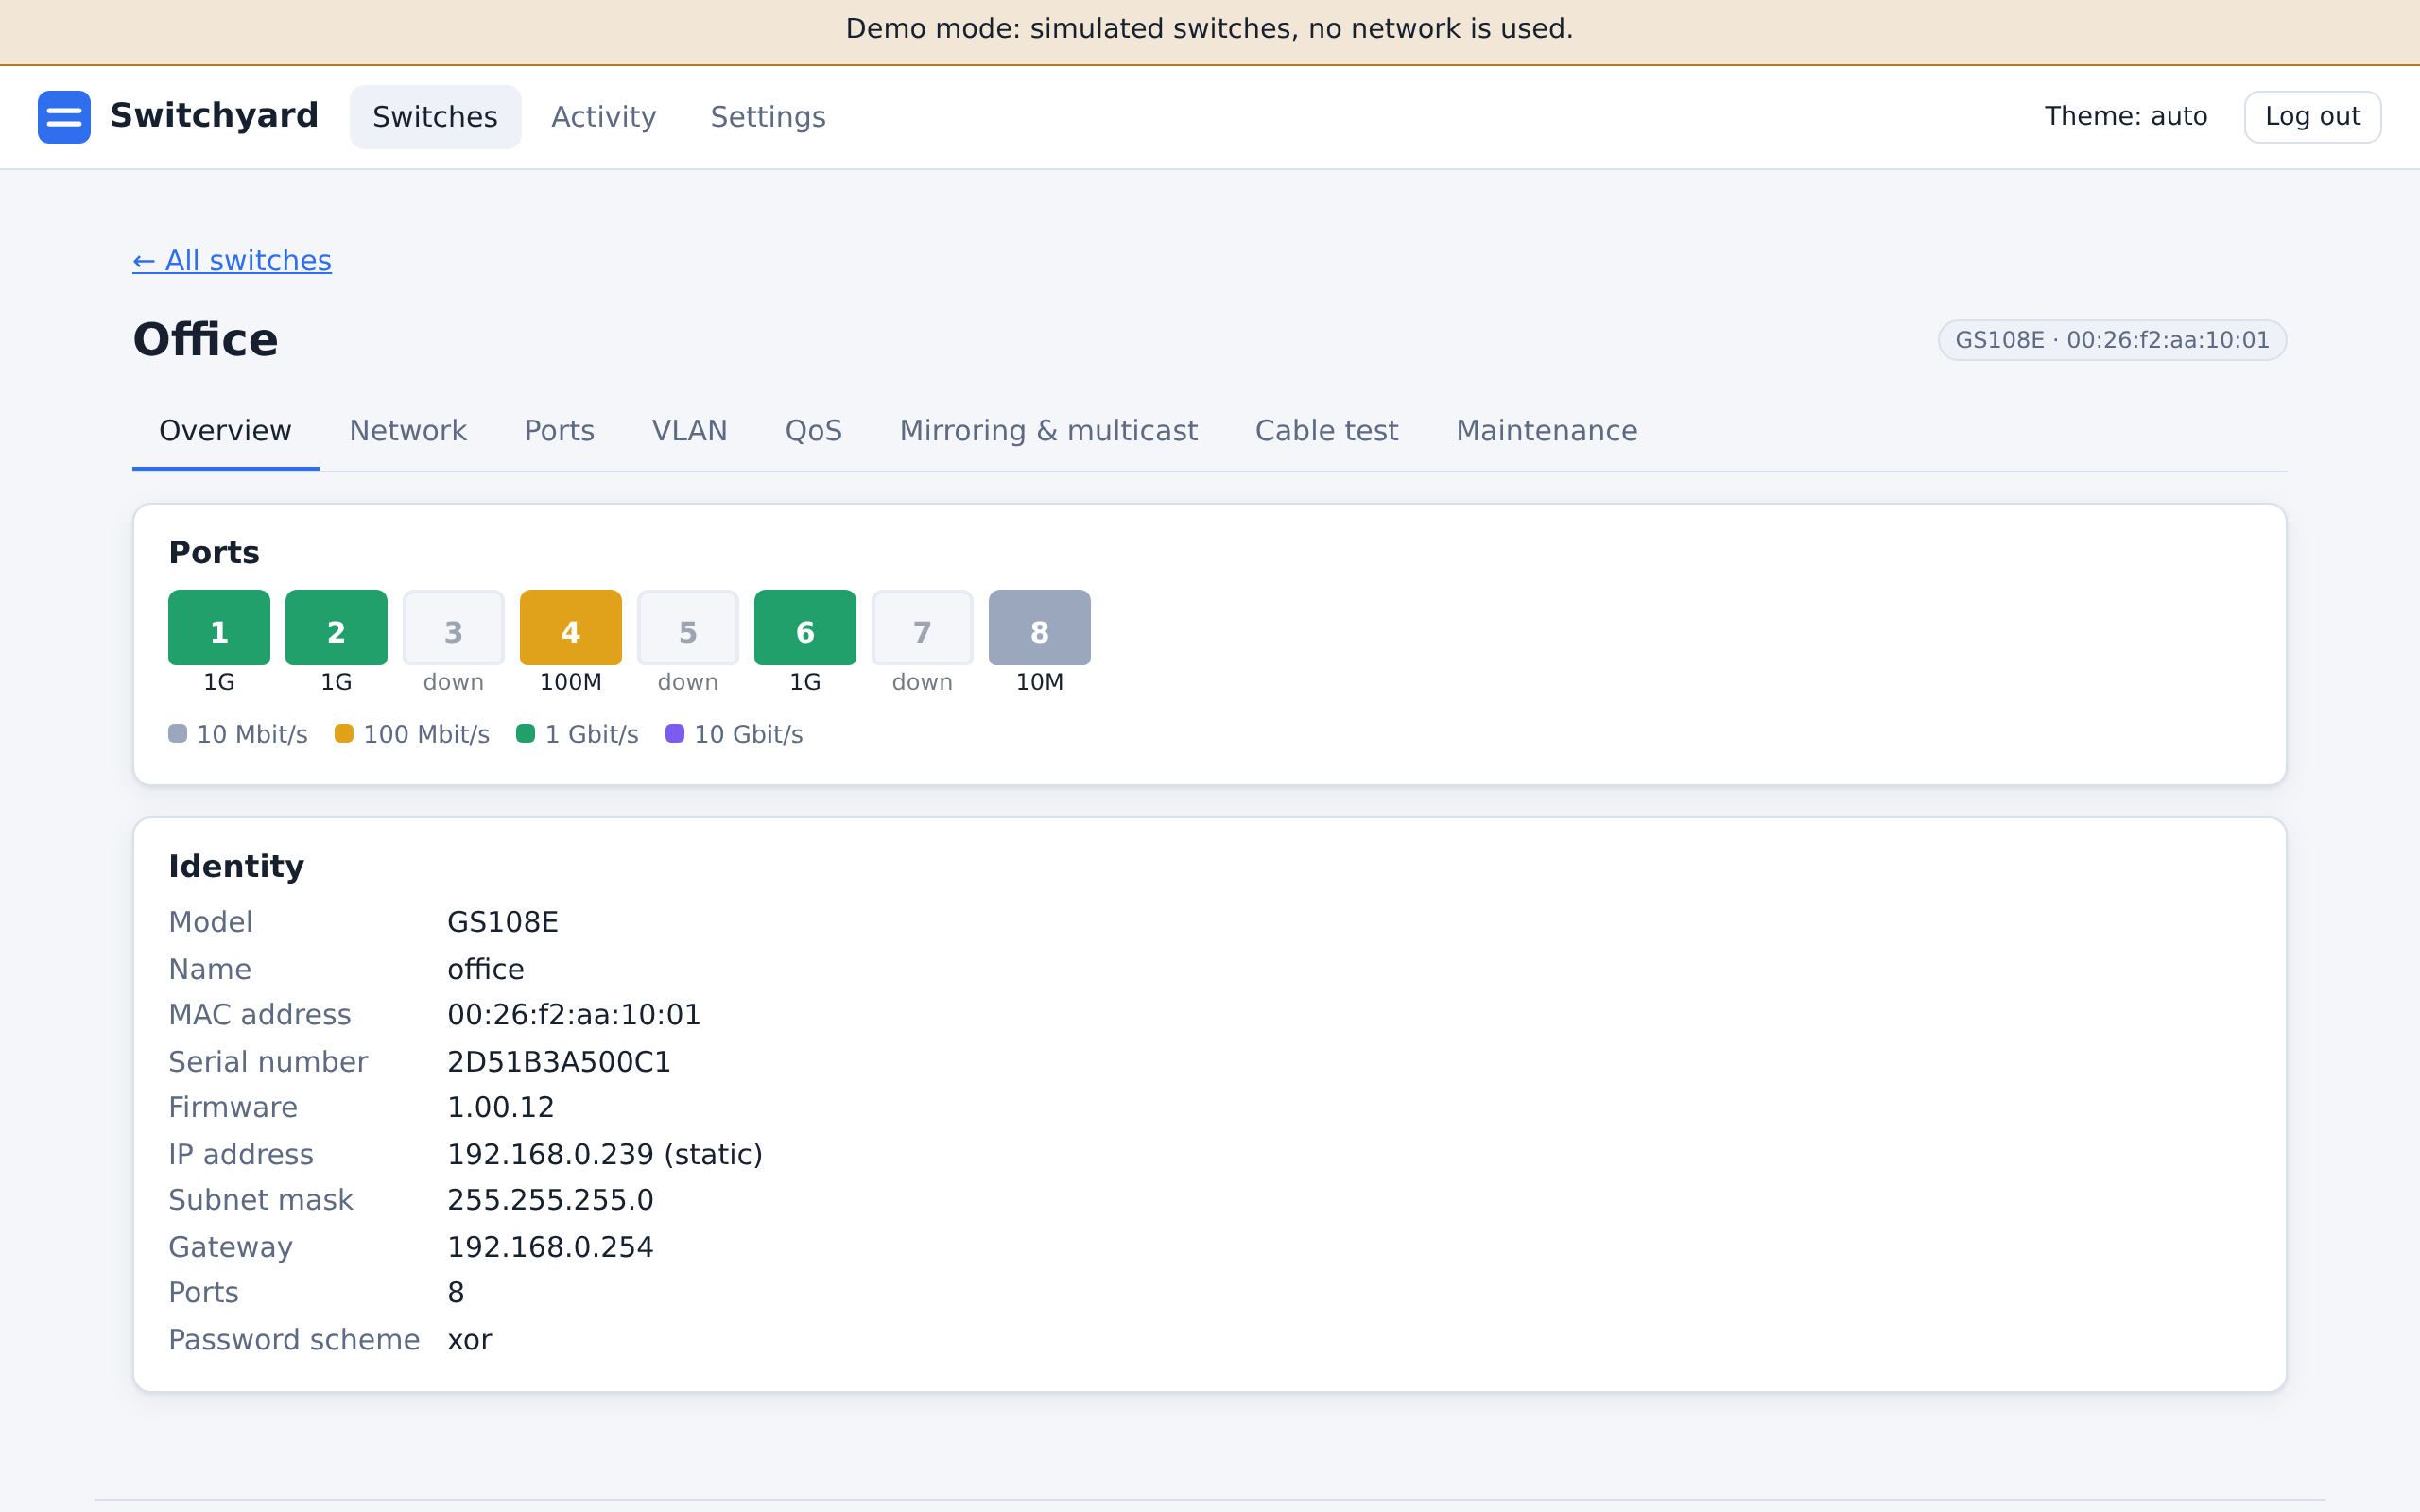 Demo mode: simulated switches, no network is used.
Switchyard Switches Activity Settings Theme: auto Log out
← All switches
Office GS108E · 00:26:f2:aa:10:01
Overview Network Ports VLAN QoS Mirroring & multicast Cable test Maintenance
Ports
1 2 3 4 5 6 7 8
1G 1G down 100M down 1G down 10M
10 Mbit/s 100 Mbit/s 1 Gbit/s 10 Gbit/s
Identity
Model GS108E
Name office
MAC address 00:26:f2:aa:10:01
Serial number 2D51B3A500C1
Firmware 1.00.12
IP address 192.168.0.239 (static)
Subnet mask 255.255.255.0
Gateway 192.168.0.254
Ports 8
Password scheme xor